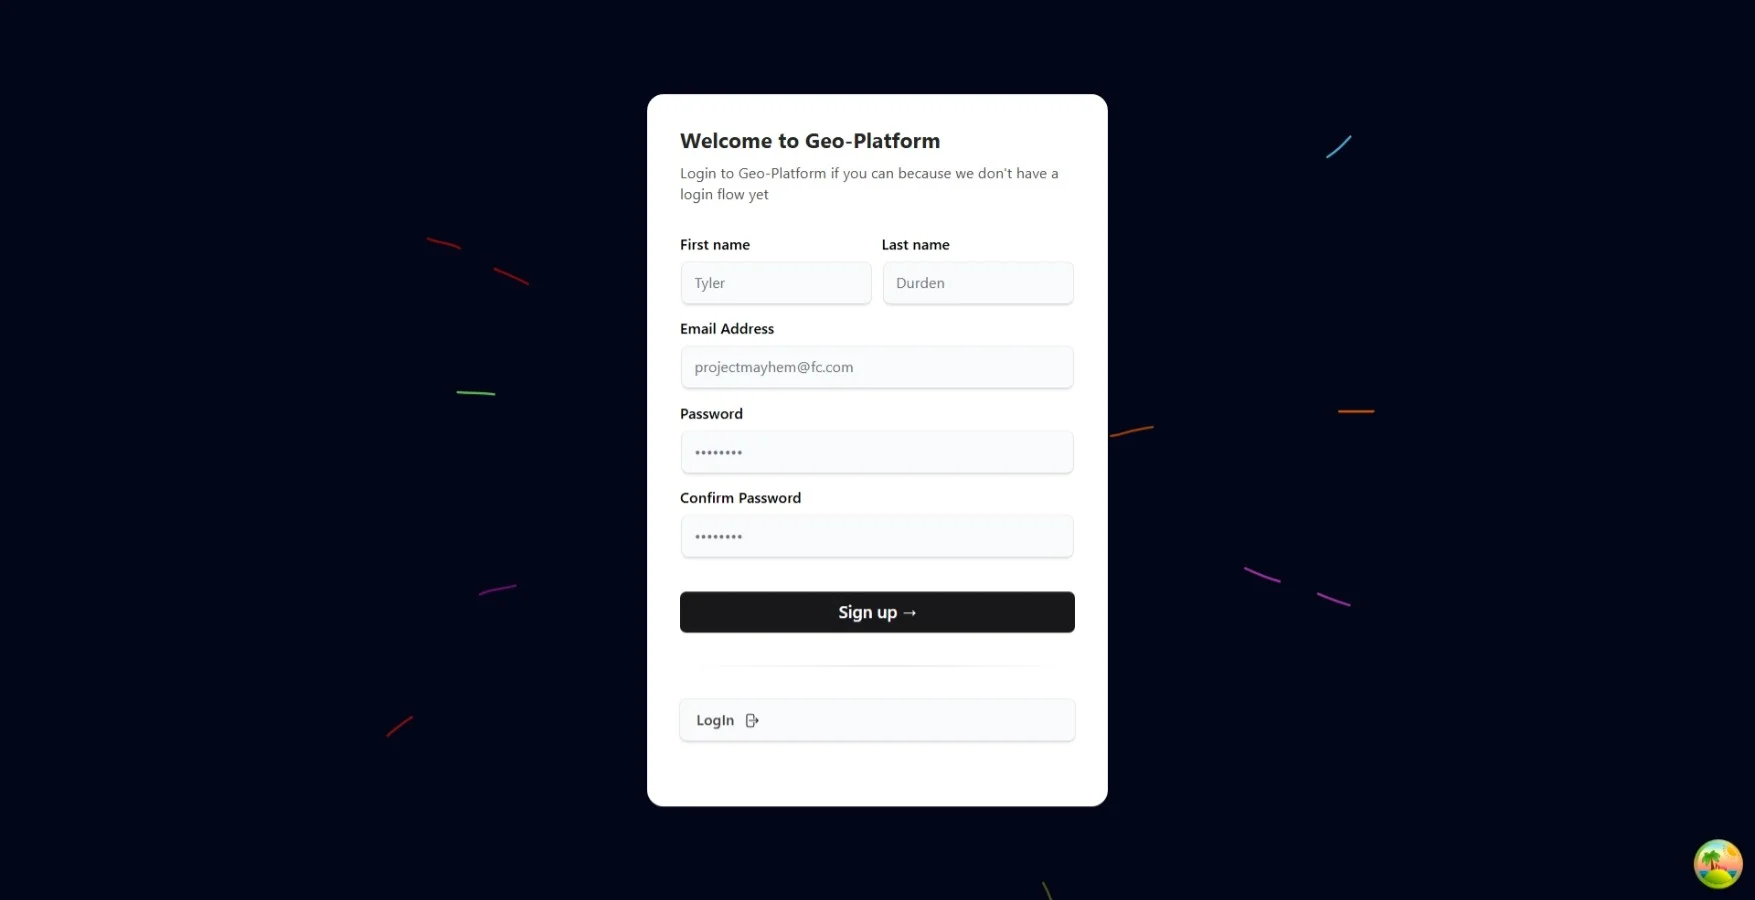 Welcome to Geo-Platform
Login to Geo-Platform if you can because we don't have a
login flow yet
First name
Last name
Tyler
Durden
Email Address
projectmayhem@fc.com
Password
••••••••
Confirm Password
••••••••
Sign up →
LogIn